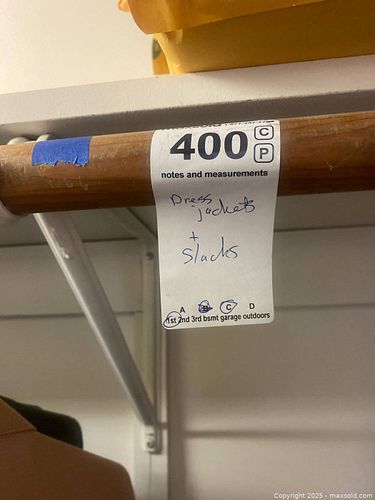 400 C
P
notes and measurements
Dress
jackets
+
Slacks
A B C D
1st 2nd 3rd bsmt garage outdoors
Copyright 2025 - maxsold.com